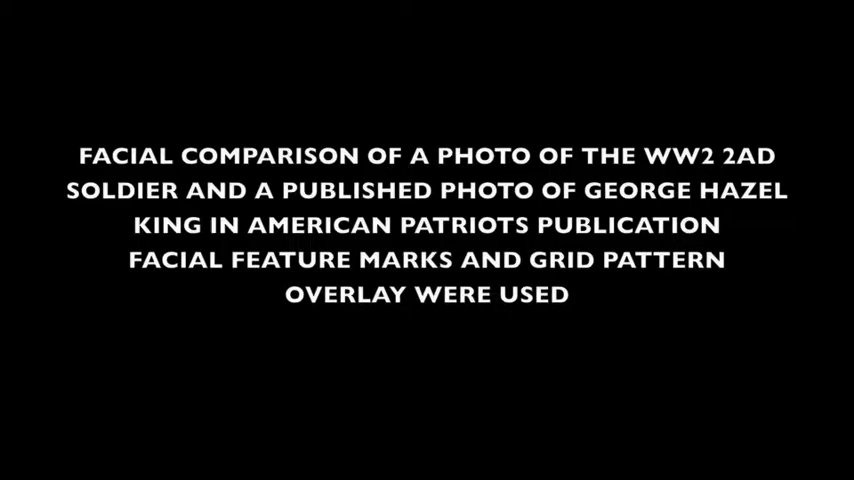 FACIAL COMPARISON OF A PHOTO OF THE WW2 2AD
SOLDIER AND A PUBLISHED PHOTO OF GEORGE HAZEL
KING IN AMERICAN PATRIOTS PUBLICATION
FACIAL FEATURE MARKS AND GRID PATTERN
OVERLAY WERE USED